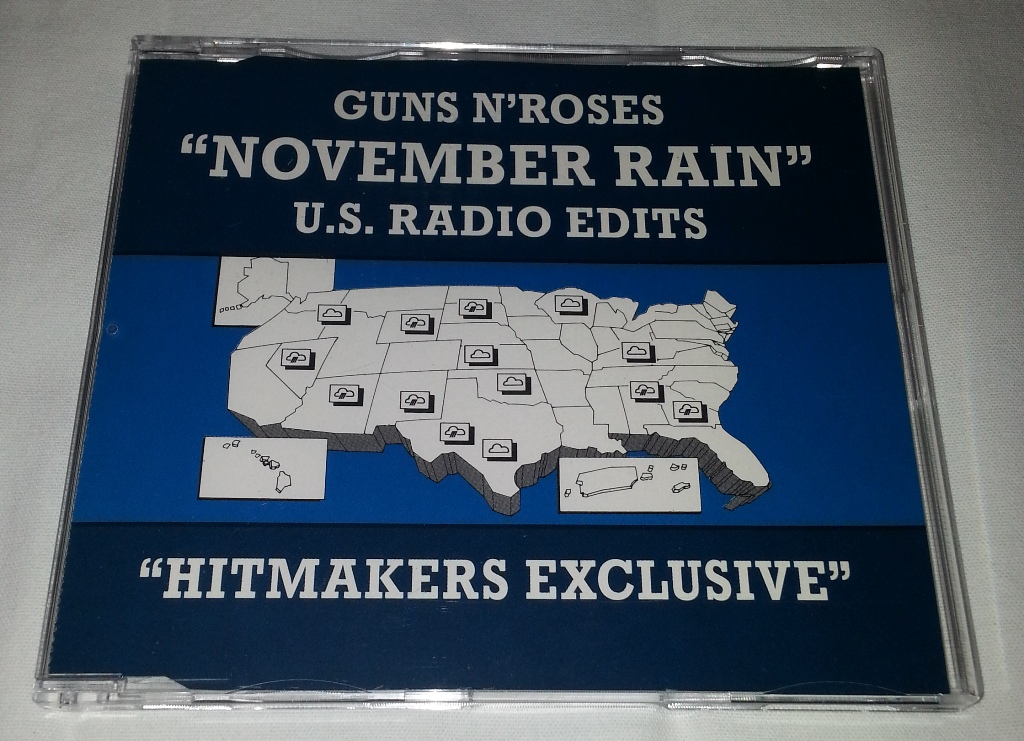 GUNS N'ROSES
“NOVEMBER RAIN”
U.S. RADIO EDITS
“HITMAKERS EXCLUSIVE”